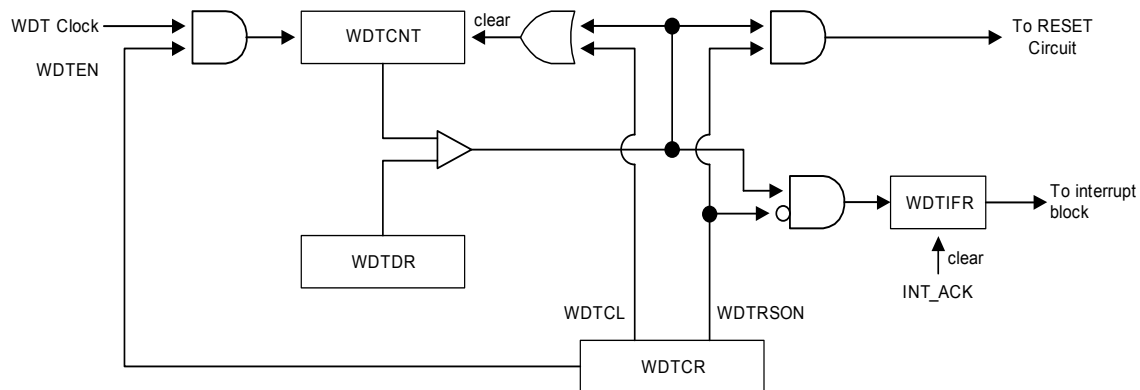 WDT Clock
WDTEN
WDTCNT
clear
To RESET
Circuit
WDTDR
WDTIFR
To interrupt
block
clear
INT_ACK
WDTCL
WDTRSON
WDTCR